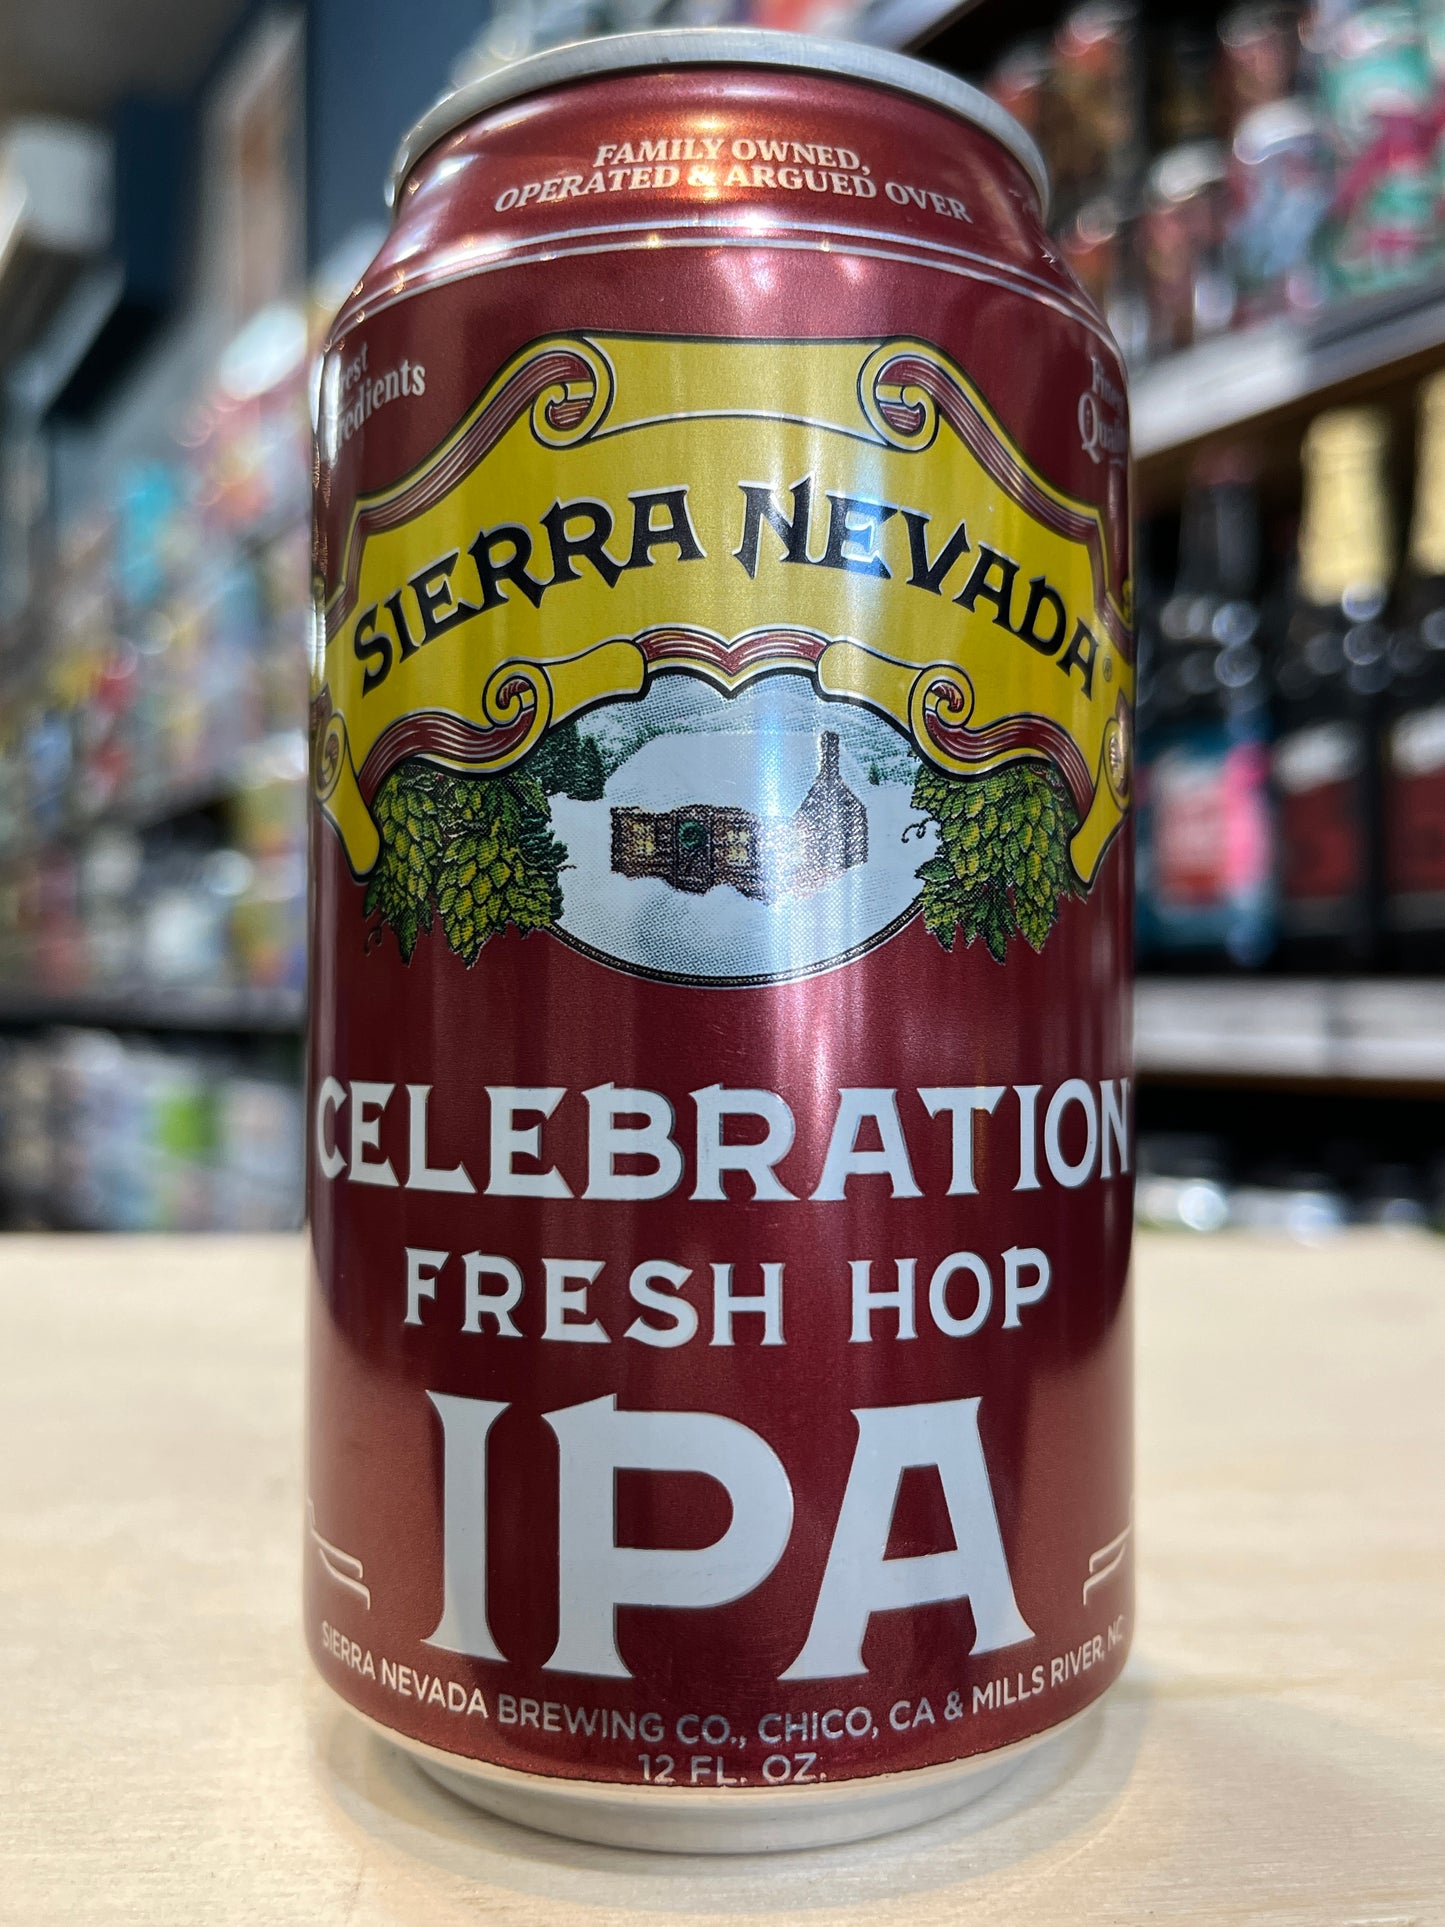 FAMILY OWNED,
OPERATED & ARGUED OVER
SIERRA NEVADA®
CELEBRATION
FRESH HOP
IPA
SIERRA NEVADA BREWING CO., CHICO, CA & MILLS RIVER, NC
12 FL. OZ.